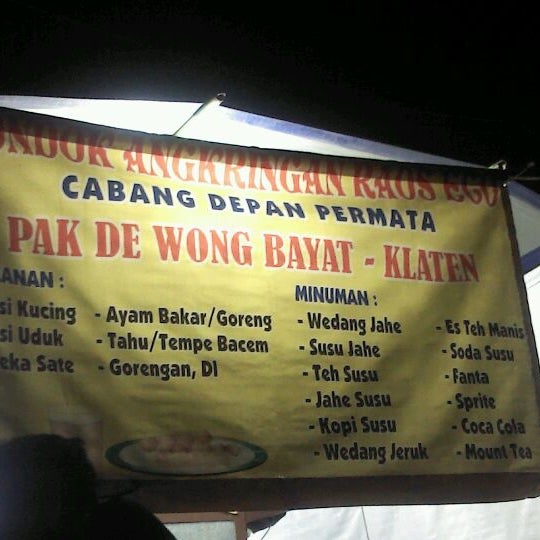 ONDOK ANGKRINGAN RAOS EGO
CABANG DEPAN PERMATA
PAK DE WONG BAYAT - KLATEN
ANAN :
si Kucing
si Uduk
eka Sate
- Ayam Bakar/Goreng
- Tahu/Tempe Bacem
- Gorengan, Dl
MINUMAN :
- Wedang Jahe
- Susu Jahe
- Teh Susu
- Jahe Susu
- Kopi Susu
- Wedang Jeruk
- Es Teh Manis
- Soda Susu
- Fanta
- Sprite
- Coca Cola
- Mount Tea